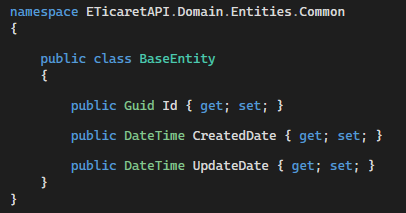 namespace ETicaretAPI.Domain.Entities.Common
{
public class BaseEntity
{
public Guid Id { get; set; }
public DateTime CreatedDate { get; set; }
public DateTime UpdateDate { get; set; }
}
}